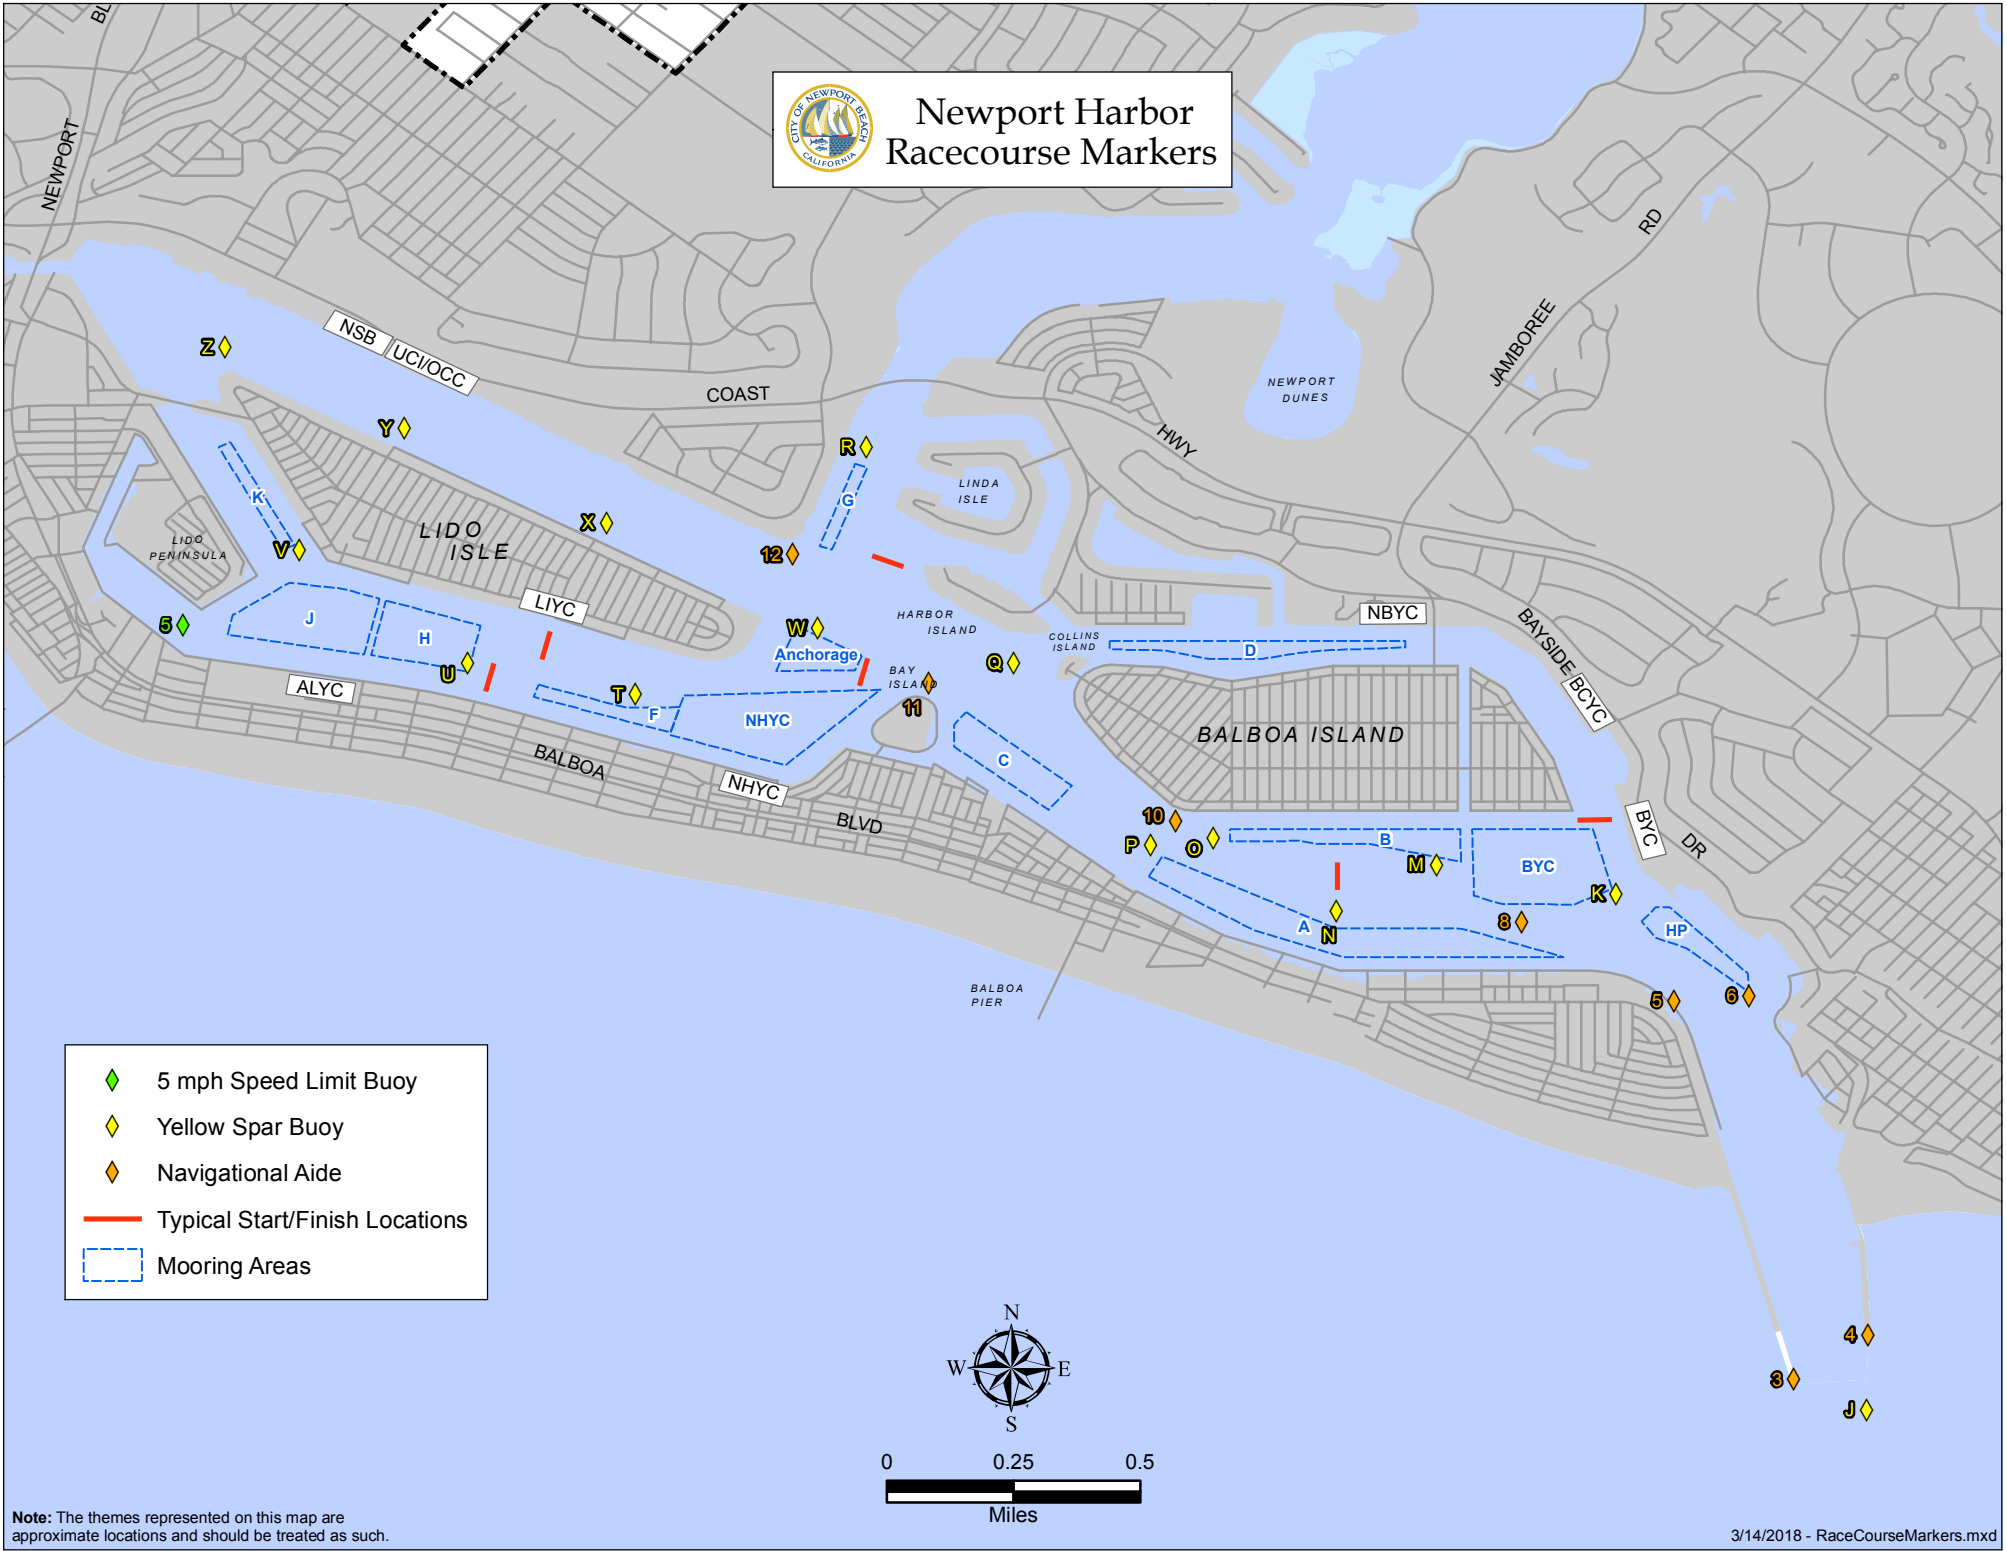 BL
NEWPORT
CITY OF NEWPORT BEACH
CALIFORNIA
Newport Harbor
Racecourse Markers
RD
JAMBOREE
NSB
UCI/OCC
COAST
HWY
NEWPORT
DUNES
Z
Y
R
X
G
K
V
LINDA
ISLE
LIDO
ISLE
LIDO
PENINSULA
12
LIYC
HARBOR
ISLAND
COLLINS
ISLAND
NBYC
BAYSIDE
BCYC
5
J
H
U
W
Anchorage
Q
D
BAY
ISLAND
11
ALYC
T
F
NHYC
C
BALBOA ISLAND
BALBOA
NHYC
BLVD
10
P
O
B
M
BYC
K
BYC
DR
8
A
N
HP
5
6
BALBOA
PIER
5 mph Speed Limit Buoy
Yellow Spar Buoy
Navigational Aide
Typical Start/Finish Locations
Mooring Areas
N
W
E
S
4
3
J
0
0.25
0.5
Miles
Note: The themes represented on this map are
approximate locations and should be treated as such.
3/14/2018 - RaceCourseMarkers.mxd